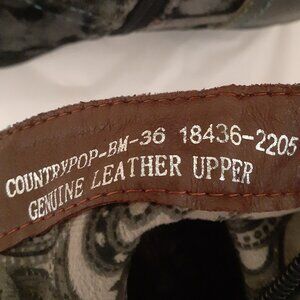 COUNTRYPOP-BM-36 18436-2205
GENUINE LEATHER UPPER